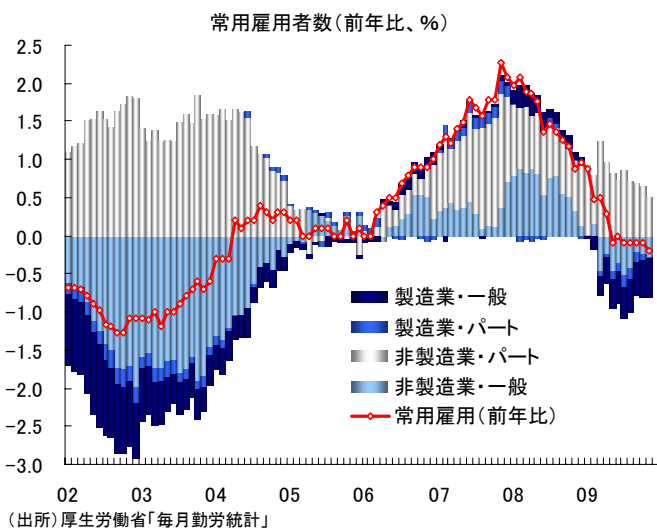 常用雇用者数(前年比、%)
2.5
2.0
1.5
1.0
0.5
0.0
−0.5
−1.0
−1.5
−2.0
−2.5
−3.0
製造業・一般
製造業・パート
非製造業・パート
非製造業・一般
常用雇用(前年比)
02 03 04 05 06 07 08 09
(出所)厚生労働省「毎月勤労統計」